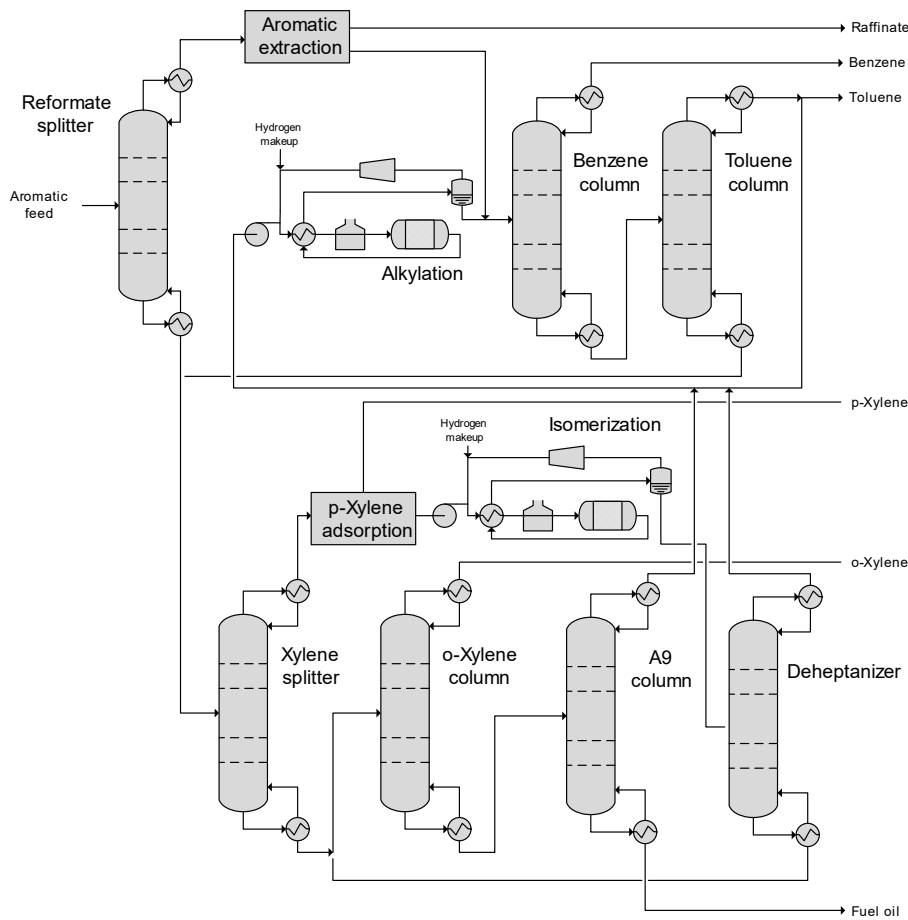 Aromatic
extraction
Raffinate
Benzene
Toluene
Reformate
splitter
Hydrogen
makeup
Benzene
column
Toluene
column
Aromatic
feed
Alkylation
p-Xylene
Hydrogen
makeup
Isomerization
p-Xylene
adsorption
o-Xylene
Xylene
splitter
o-Xylene
column
A9
column
Deheptanizer
Fuel oil